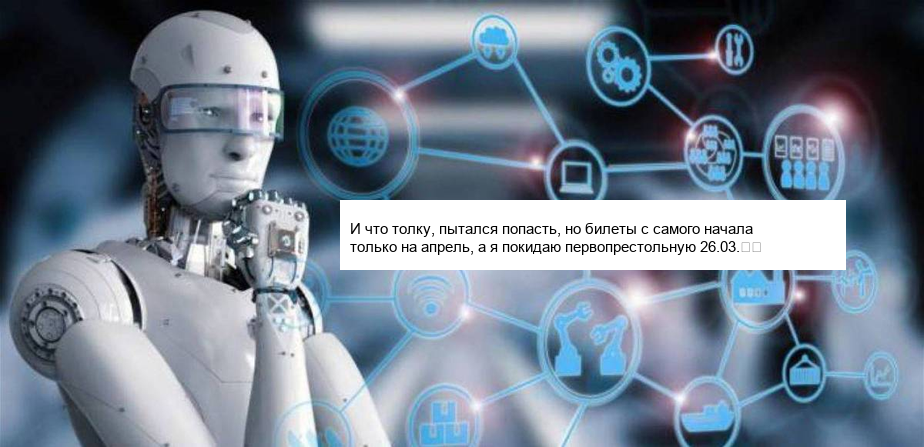 И что толку, пытался попасть, но билеты с самого начала
только на апрель, а я покидаю первопрестольную 26.03.